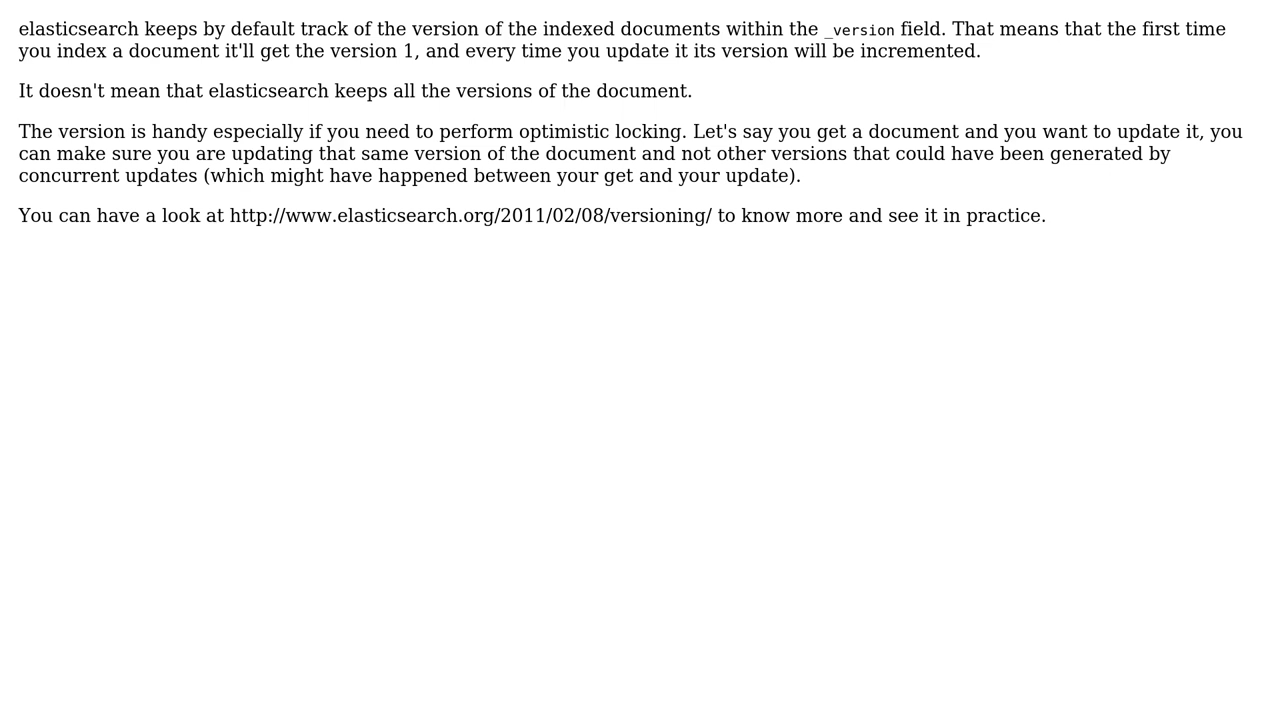 elasticsearch keeps by default track of the version of the indexed documents within the _version field. That means that the first time
you index a document it'll get the version 1, and every time you update it its version will be incremented.
It doesn't mean that elasticsearch keeps all the versions of the document.
The version is handy especially if you need to perform optimistic locking. Let's say you get a document and you want to update it, you
can make sure you are updating that same version of the document and not other versions that could have been generated by
concurrent updates (which might have happened between your get and your update).
You can have a look at http://www.elasticsearch.org/2011/02/08/versioning/ to know more and see it in practice.